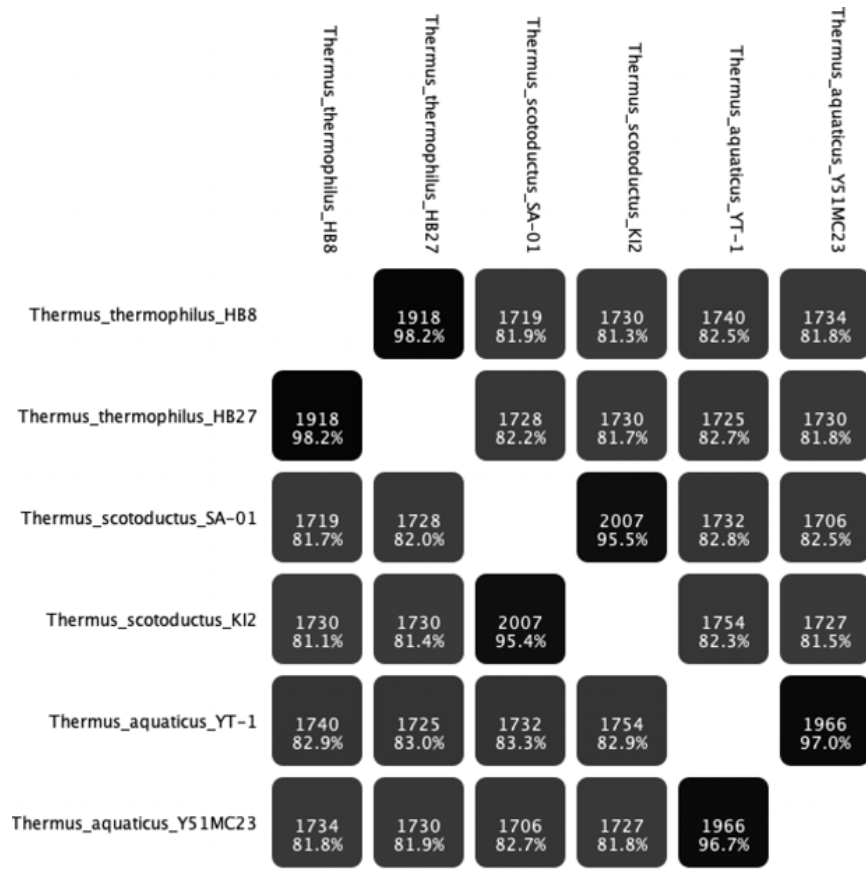 Thermus_thermophilus_HB8
Thermus_thermophilus_HB27
Thermus_scotoductus_SA-01
Thermus_scotoductus_KI2
Thermus_aquaticus_YT-1
Thermus_aquaticus_Y51MC23
Thermus_thermophilus_HB8
1918 1719 1730 1740 1734
98.2% 81.9% 81.3% 82.5% 81.8%
Thermus_thermophilus_HB27
1918 1728 1730 1725 1730
98.2% 82.2% 81.7% 82.7% 81.8%
Thermus_scotoductus_SA-01
1719 1728 2007 1732 1706
81.7% 82.0% 95.5% 82.8% 82.5%
Thermus_scotoductus_KI2
1730 1730 2007 1754 1727
81.1% 81.4% 95.4% 82.3% 81.5%
Thermus_aquaticus_YT-1
1740 1725 1732 1754 1966
82.9% 83.0% 83.3% 82.9% 97.0%
Thermus_aquaticus_Y51MC23
1734 1730 1706 1727 1966
81.8% 81.9% 82.7% 81.8% 96.7%